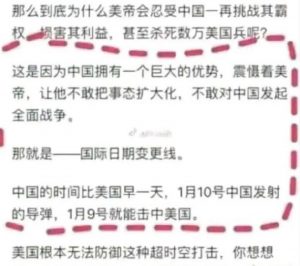 那么到底为什么美帝会忍受中国一再挑战其霸
权、损害其利益，甚至杀死数万美国兵呢？
这是因为中国拥有一个巨大的优势，震慑着美
帝，让他不敢把事态扩大化，不敢对中国发起
全面战争。
那就是——国际日期变更线。
中国的时间比美国早一天，1月10号中国发射
的导弹，1月9号就能击中美国。
美国根本无法防御这种超时空打击，你想想